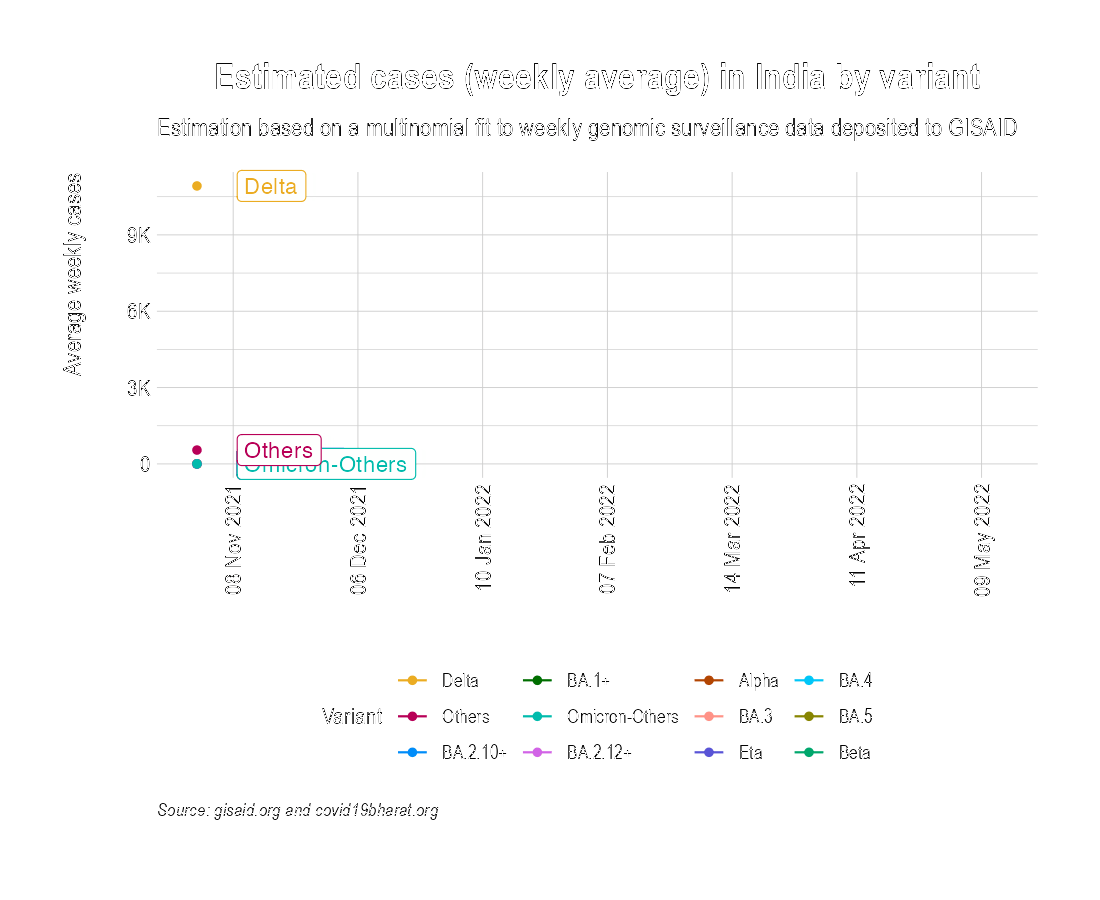 Estimated cases (weekly average) in India by variant
Estimation based on a multinomial fit to weekly genomic surveillance data deposited to GISAID
Average weekly cases
9K
6K
3K
0
Delta
Others
Omicron-Others
08 Nov 2021
06 Dec 2021
10 Jan 2022
07 Feb 2022
14 Mar 2022
11 Apr 2022
09 May 2022
Variant
Delta
Others
BA.2.10+
BA.1+
Omicron-Others
BA.2.12+
Alpha
BA.3
Eta
BA.4
BA.5
Beta
Source: gisaid.org and covid19bharat.org